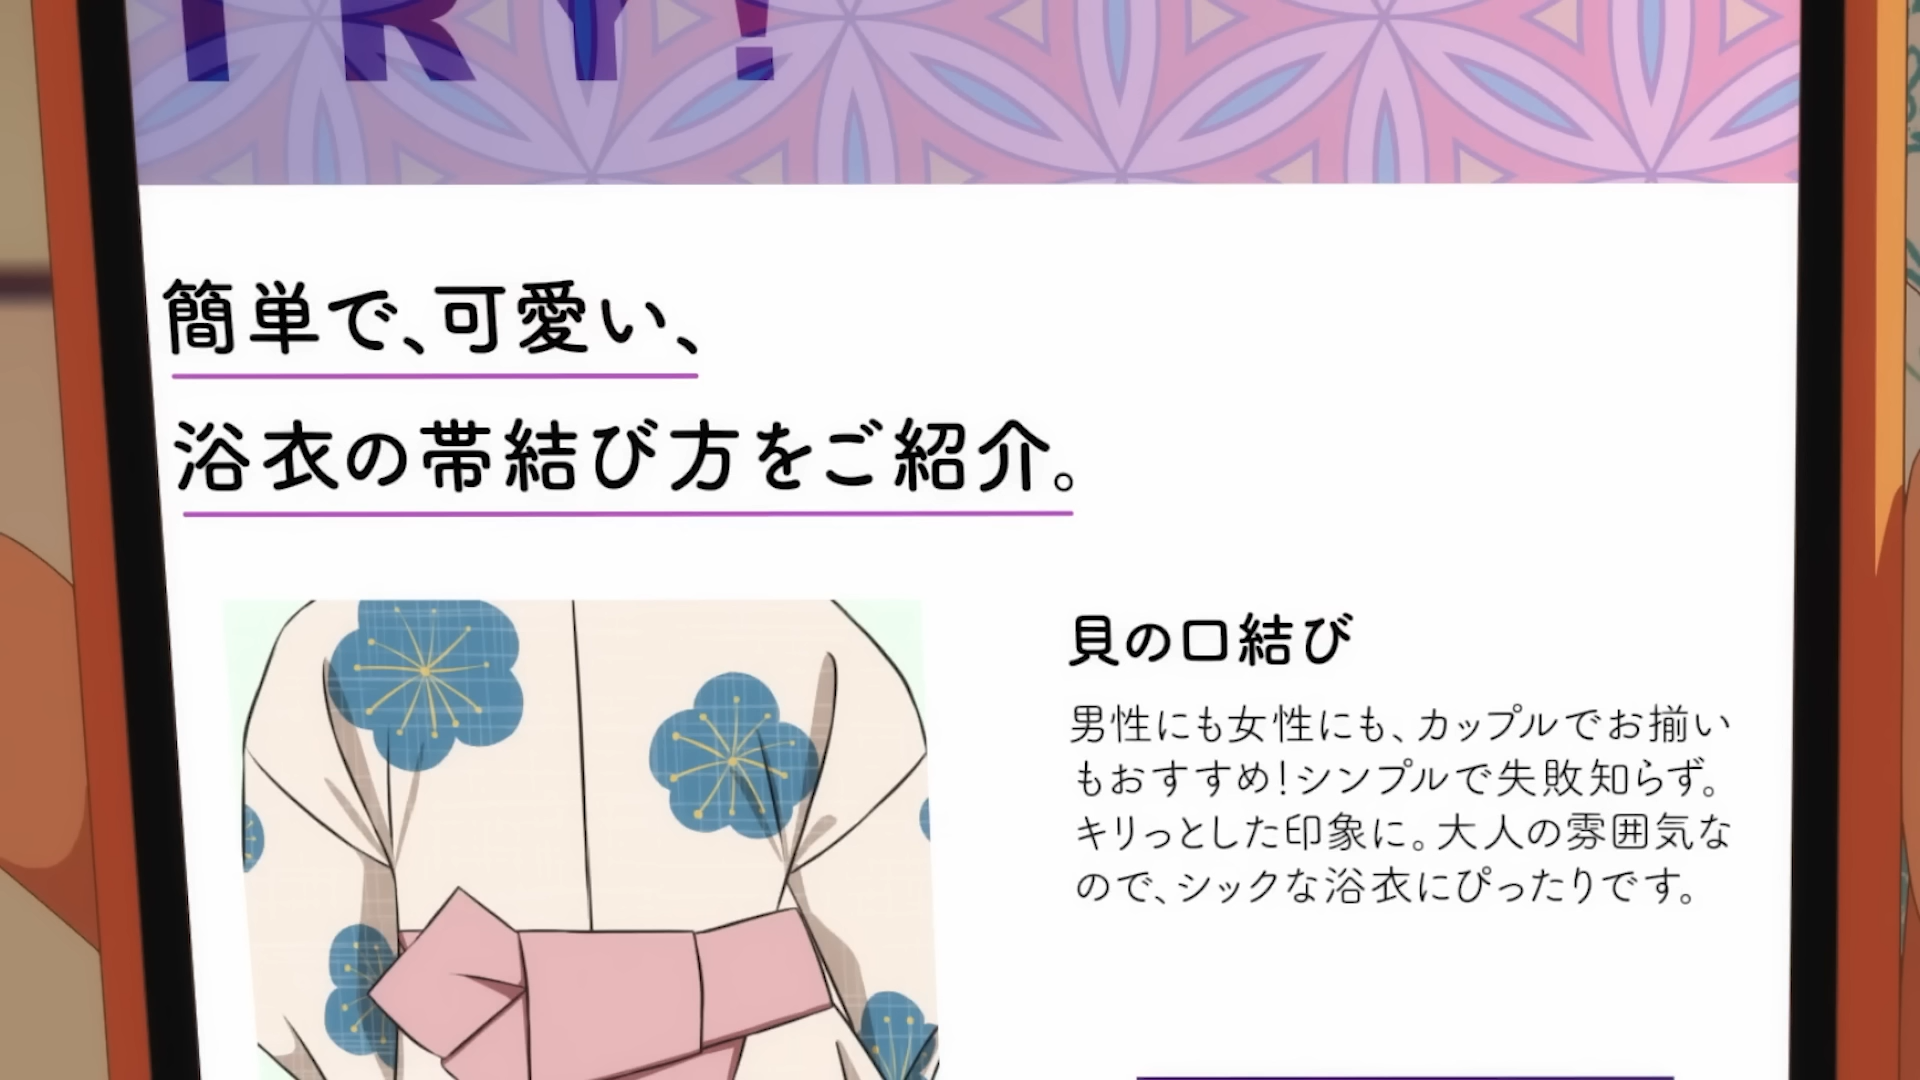 TRY!
簡単で、可愛い、
浴衣の帯結び方をご紹介。
貝の口結び
男性にも女性にも、カップルでお揃い
もおすすめ!シンプルで失敗知らず。
キリっとした印象に。大人の雰囲気な
ので、シックな浴衣にぴったりです。